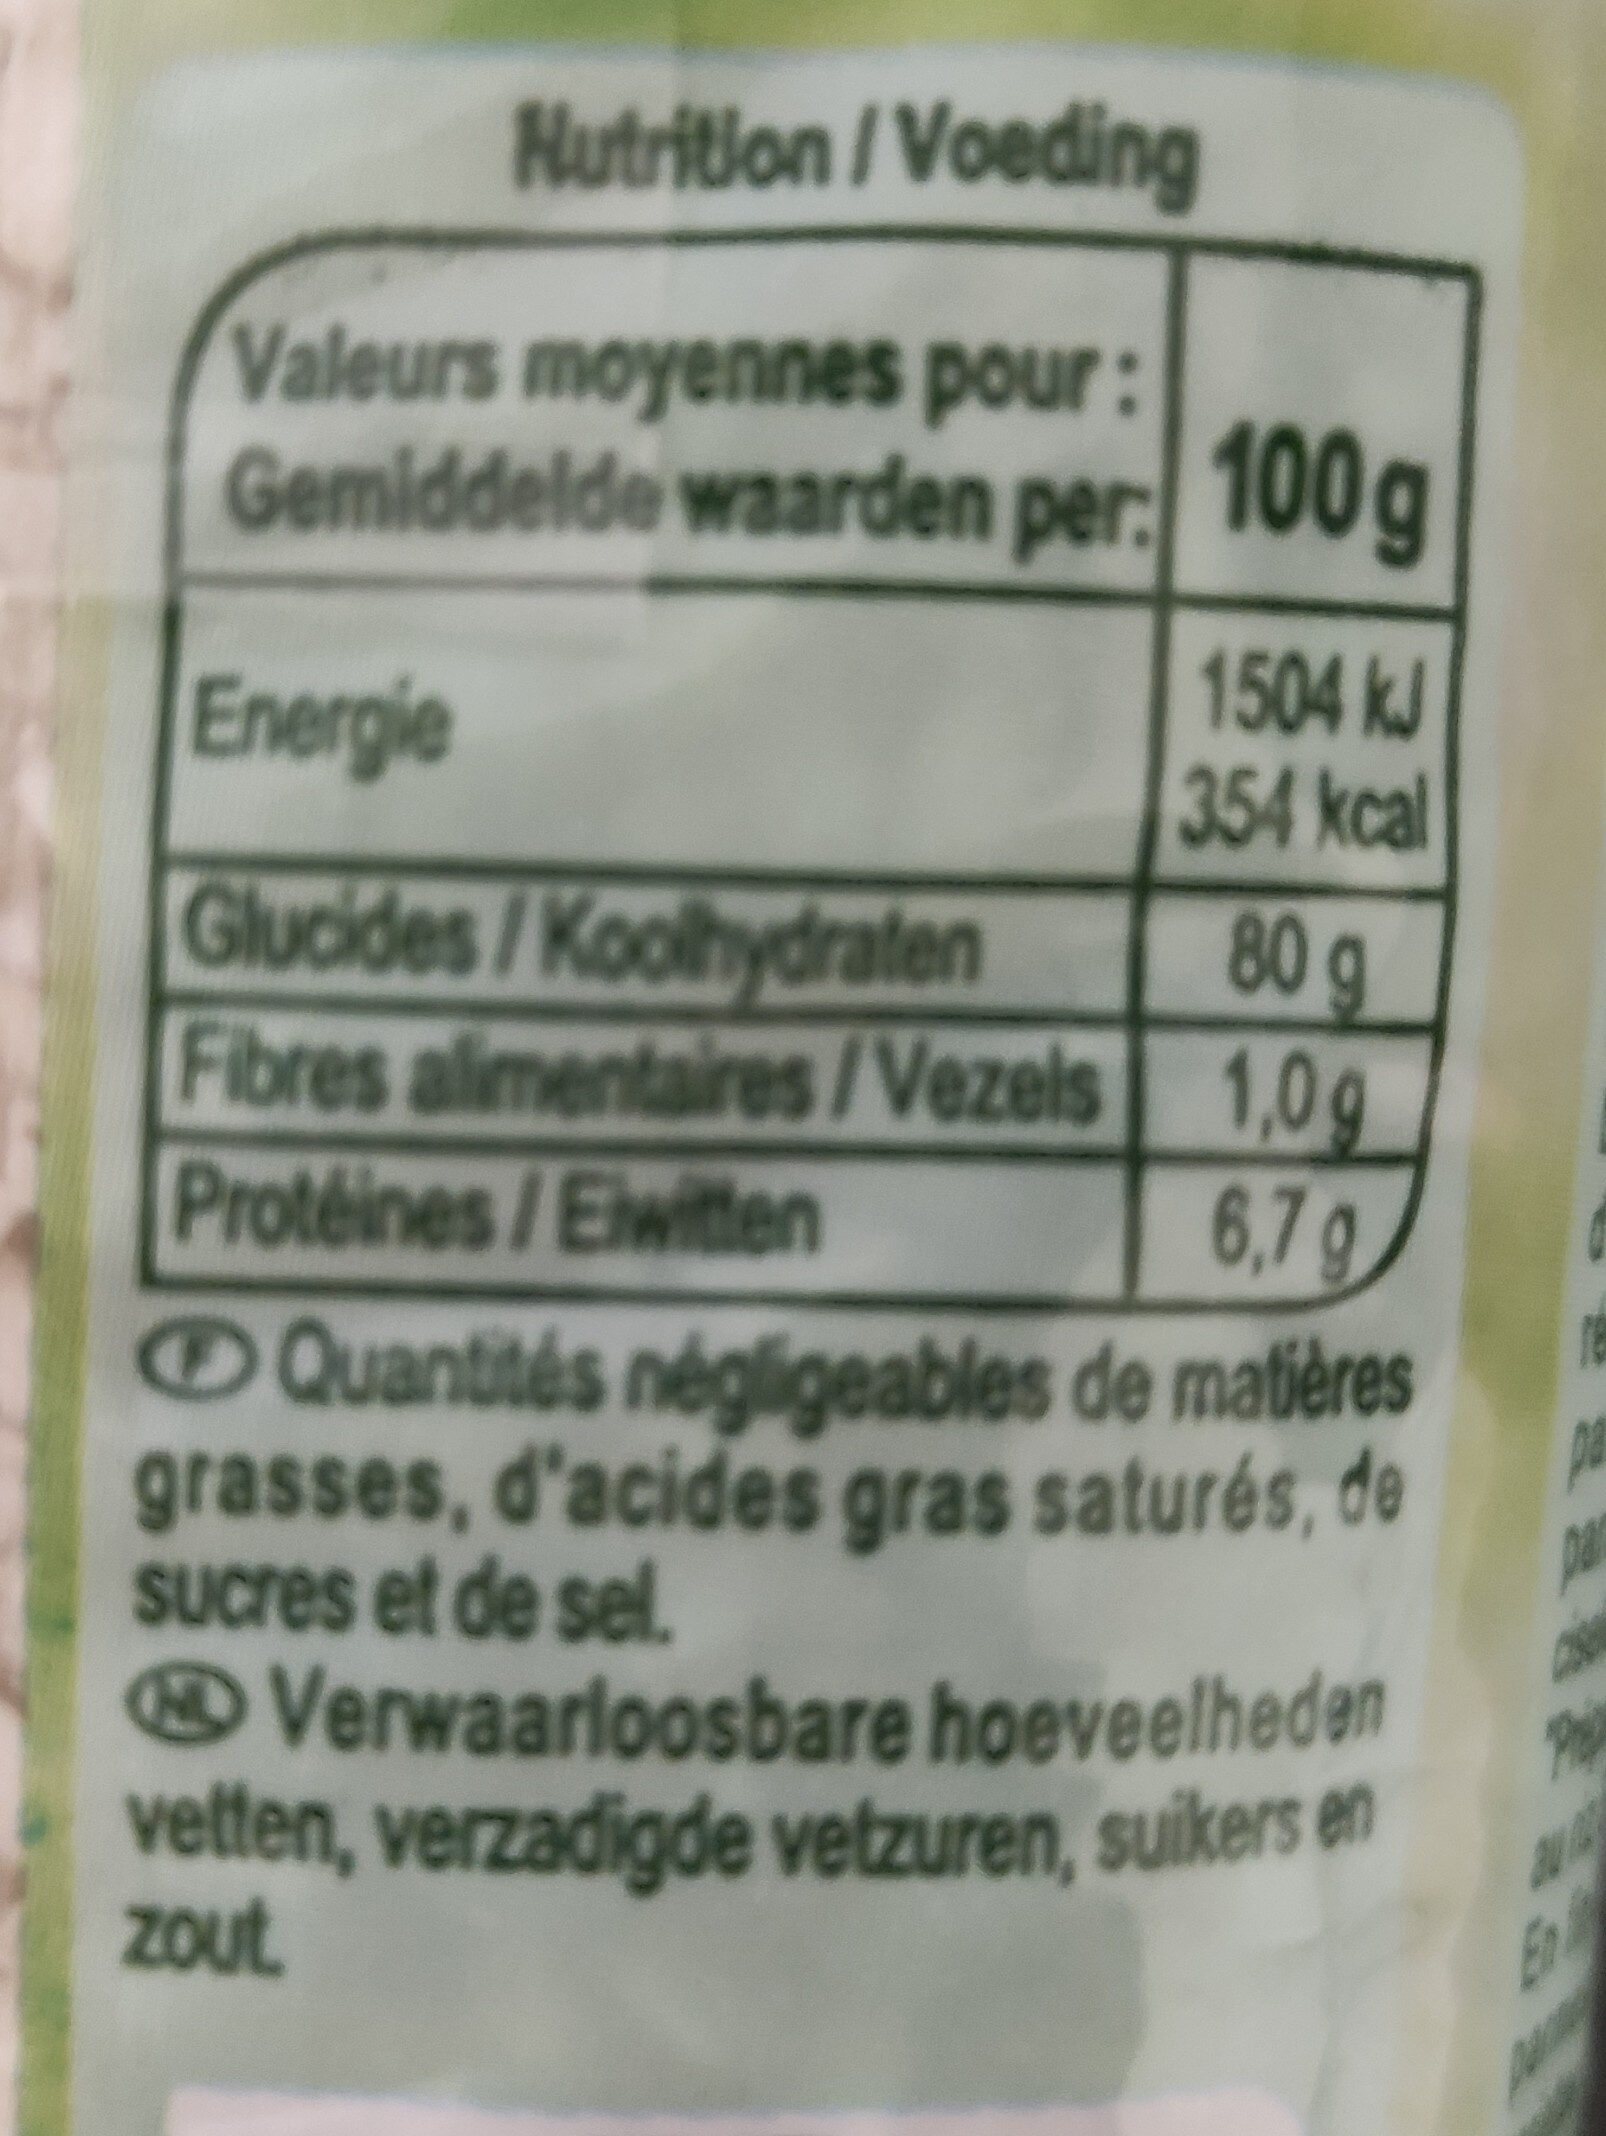 Nutrition / Voeding
Valeurs moyennes pour :
Gemiddelde waarden per:
100 g
Energie
1504 kJ
354 kcal
Glucides / Koolhydraten
80 g
Fibres alimentaires / Vezels
1,0 g
Protéines / Eiwitten
6,7 g
F Quantités négligeables de matières
grasses, d'acides gras saturés, de
sucres et de sel.
NL Verwaarloosbare hoeveelheden
vetten, verzadigde vetzuren, suikers en
zout.